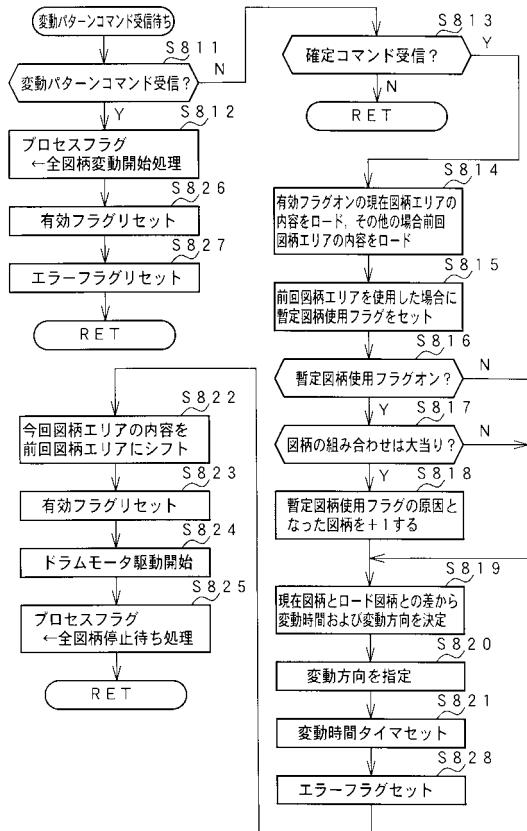 変動パターンコマンド受信待ち
S811
変動パターンコマンド受信?
N
Y
S812
プロセスフラグ
←全図柄変動開始処理
S826
有効フラグリセット
S827
エラーフラグリセット
RET
S813
確定コマンド受信?
Y
N
RET
S814
有効フラグオンの現在図柄エリアの
内容をロード，その他の場合前回
図柄エリアの内容をロード
S815
前回図柄エリアを使用した場合に
暫定図柄使用フラグをセット
S816
暫定図柄使用フラグオン?
N
Y
S817
図柄の組み合わせは大当り?
N
Y
S818
暫定図柄使用フラグの原因と
なった図柄を+1する
S819
現在図柄とロード図柄との差から
変動時間および変動方向を決定
S820
変動方向を指定
S821
変動時間タイマセット
S828
エラーフラグセット
S822
今回図柄エリアの内容を
前回図柄エリアにシフト
S823
有効フラグリセット
S824
ドラムモータ駆動開始
S825
プロセスフラグ
←全図柄停止待ち処理
RET